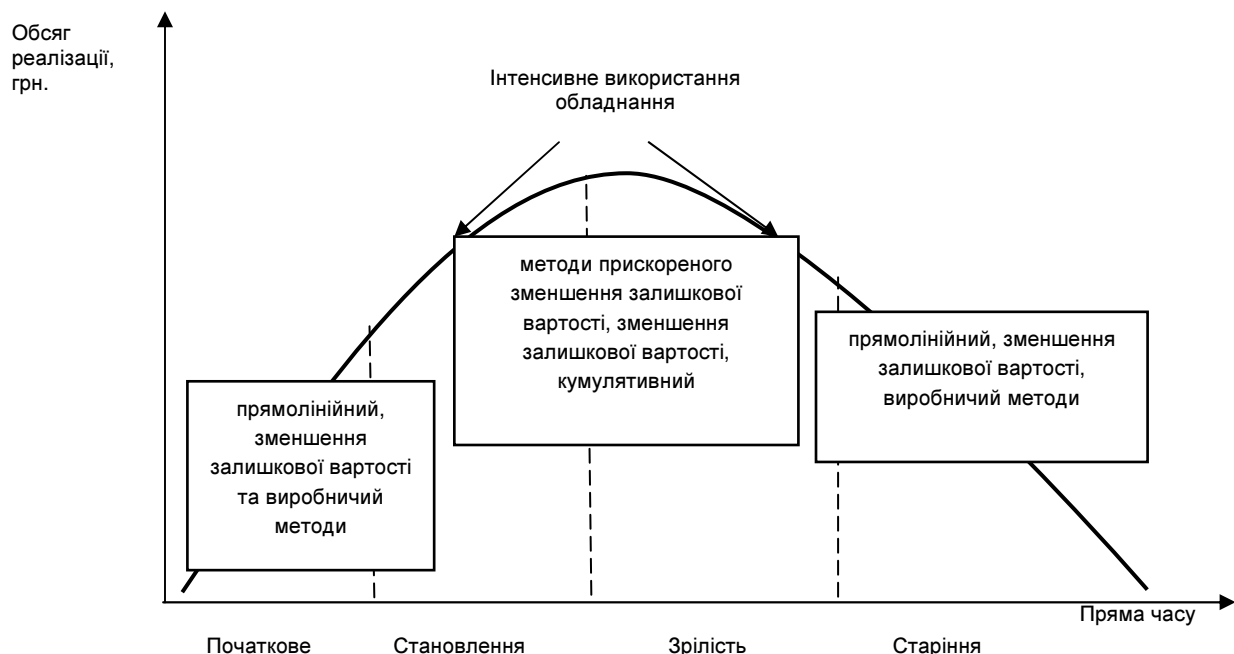 Обсяг
реалізації,
грн.
Інтенсивне використання
обладнання
методи прискореного
зменшення залишкової
вартості, зменшення
залишкової вартості,
кумулятивний
прямолінійний, зменшення
залишкової вартості,
виробничий методи
прямолінійний,
зменшення
залишкової вартості
та виробничий
методи
Пряма часу
Початкове Становлення Зрілість Старіння